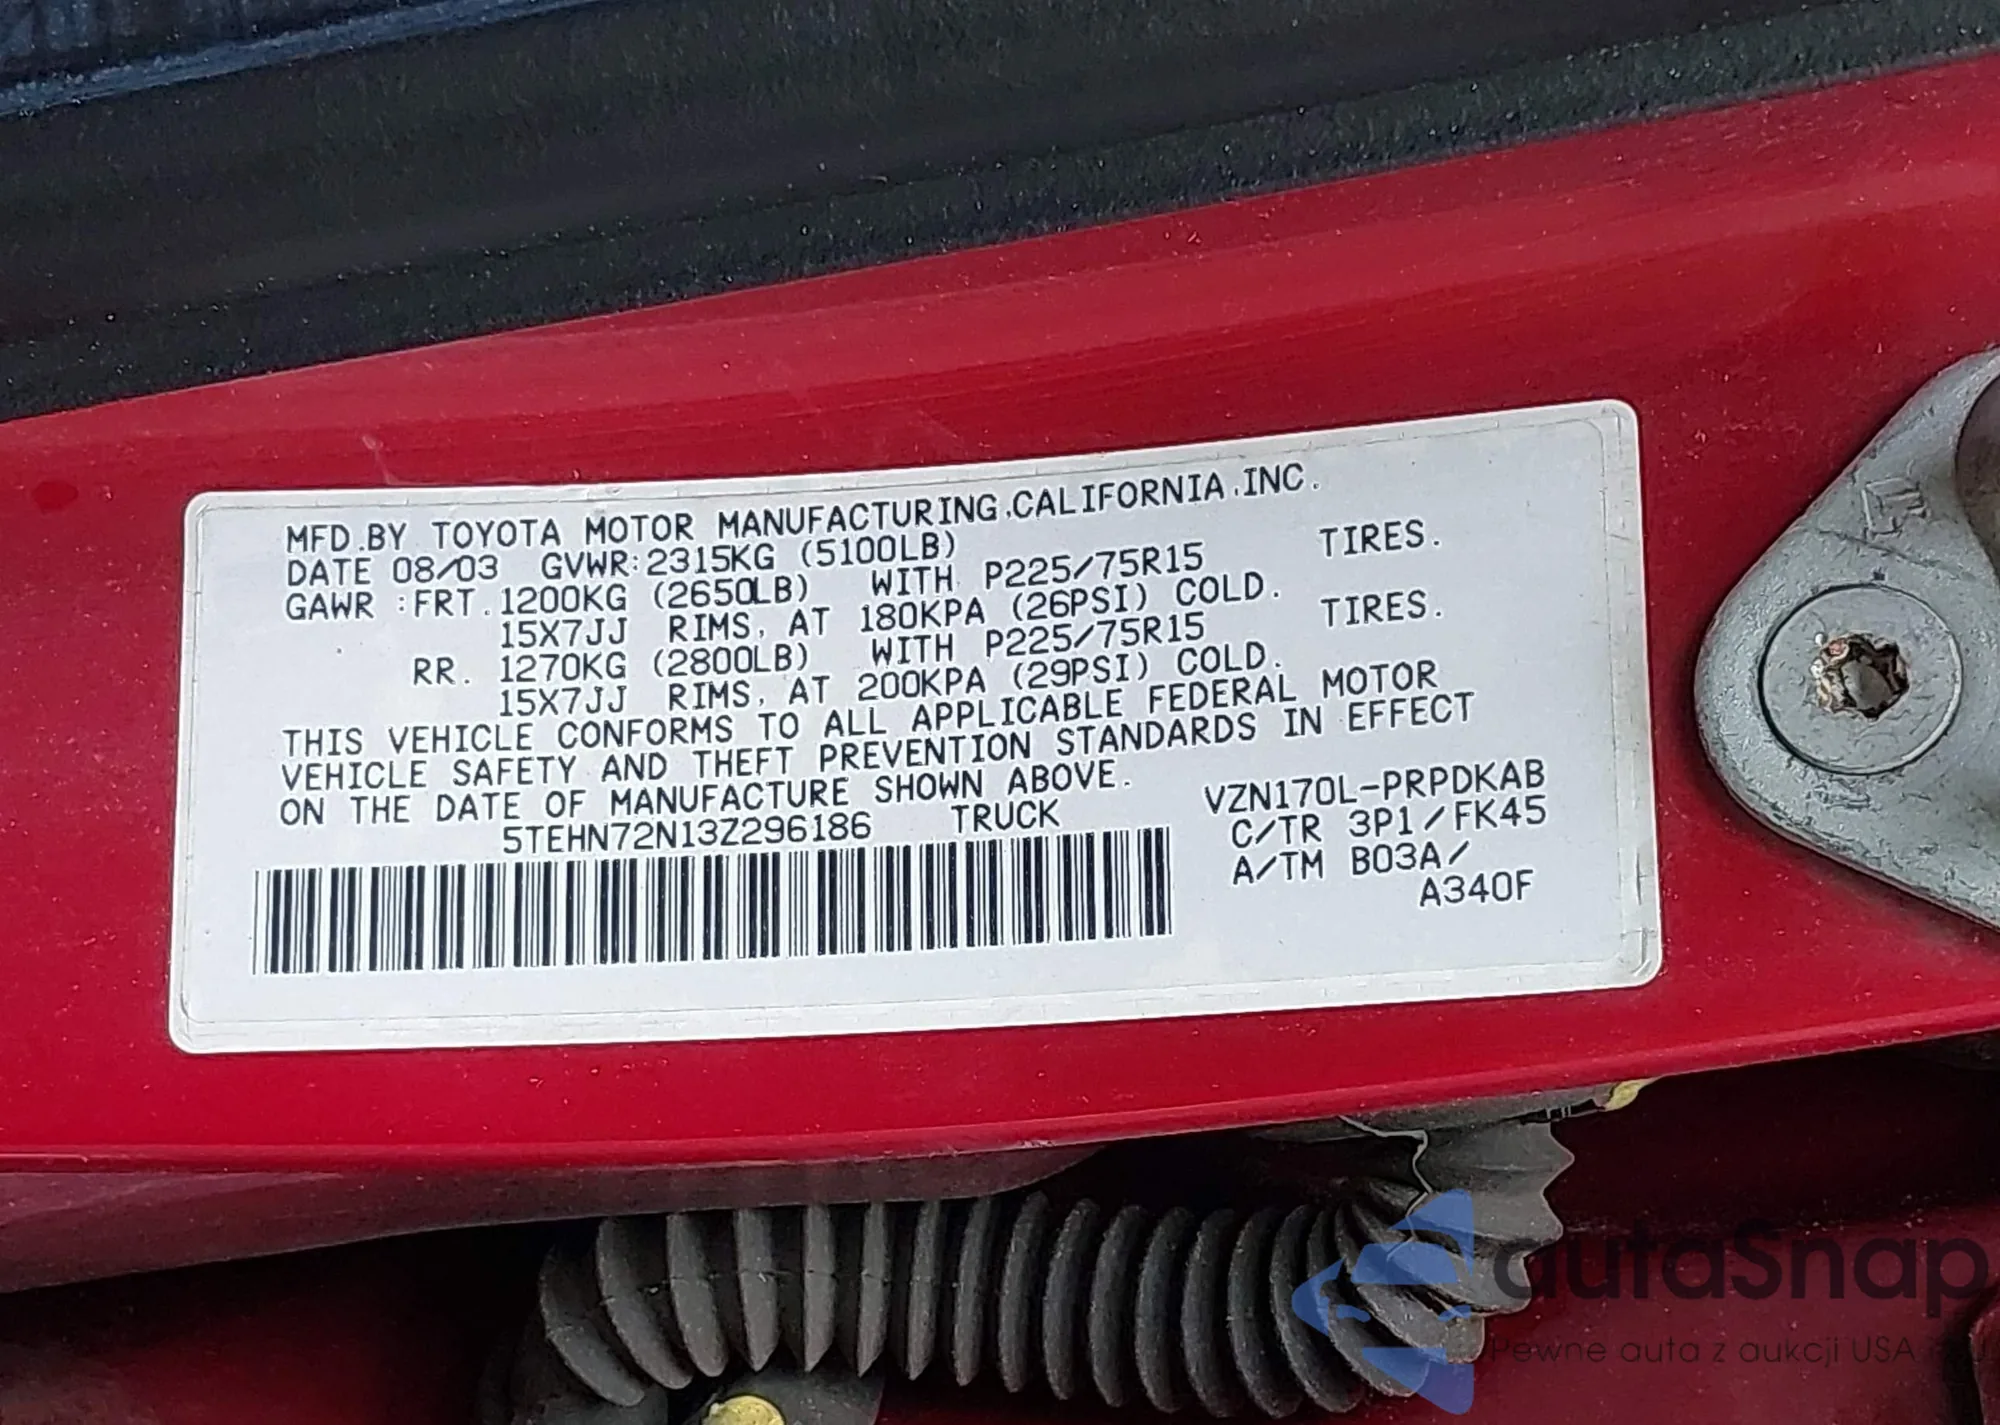 MFD.BY TOYOTA MOTOR MANUFACTURING,CALIFORNIA,INC.
DATE 08/03 GVWR:2315KG (5100LB)
GAWR :FRT. 1200KG (2650LB) WITH P225/75R15 TIRES.
15X7JJ RIMS, AT 180KPA (26PSI) COLD.
RR. 1270KG (2800LB) WITH P225/75R15 TIRES.
15X7JJ RIMS, AT 200KPA (29PSI) COLD.
THIS VEHICLE CONFORMS TO ALL APPLICABLE FEDERAL MOTOR
VEHICLE SAFETY AND THEFT PREVENTION STANDARDS IN EFFECT
ON THE DATE OF MANUFACTURE SHOWN ABOVE.
5TEHN72N13Z296186 TRUCK
VZN170L-PRPDKAB
C/TR 3P1/FK45
A/TM B03A/
A340F
autaSnap
Pewne auta z aukcji USA